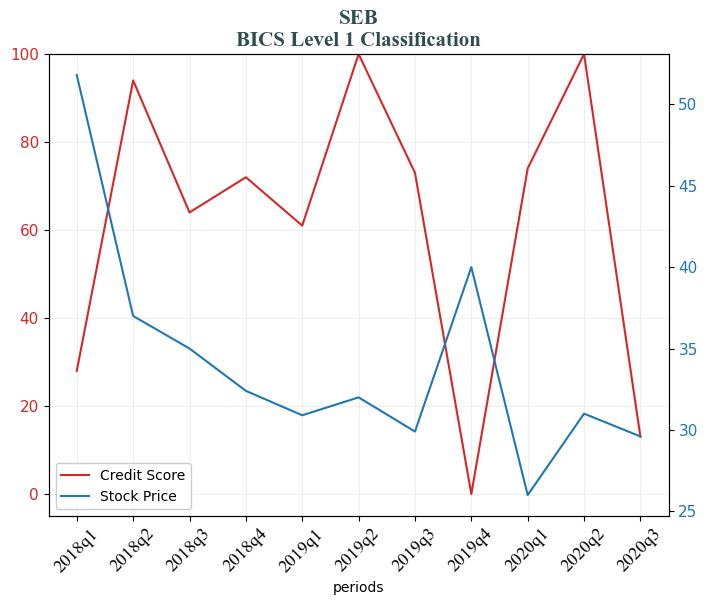 SEB
BICS Level 1 Classification
100
80
60
40
20
0
50
45
40
35
30
25
Credit Score
Stock Price
2018q1
2018q2
2018q3
2018q4
2019q1
2019q2
2019q3
2019q4
2020q1
2020q2
2020q3
periods